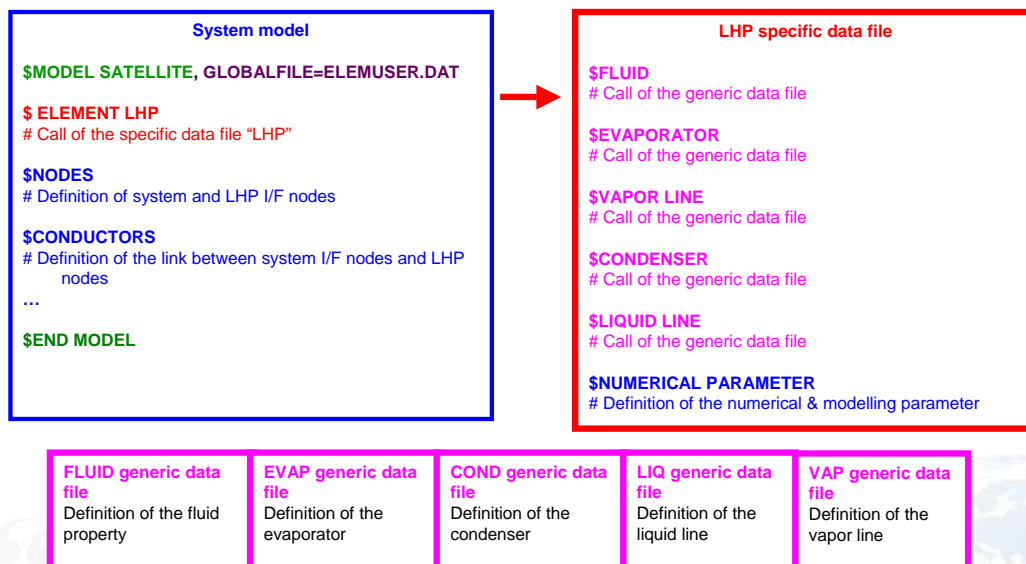 System model
$MODEL SATELLITE, GLOBALFILE=ELEMUSER.DAT
$ ELEMENT LHP
# Call of the specific data file “LHP”
$NODES
# Definition of system and LHP I/F nodes
$CONDUCTORS
# Definition of the link between system I/F nodes and LHP
nodes
…
$END MODEL
LHP specific data file
$FLUID
# Call of the generic data file
$EVAPORATOR
# Call of the generic data file
$VAPOR LINE
# Call of the generic data file
$CONDENSER
# Call of the generic data file
$LIQUID LINE
# Call of the generic data file
$NUMERICAL PARAMETER
# Definition of the numerical & modelling parameter
FLUID generic data
file
Definition of the fluid
property
EVAP generic data
file
Definition of the
evaporator
COND generic data
file
Definition of the
condenser
LIQ generic data
file
Definition of the
liquid line
VAP generic data
file
Definition of the
vapor line